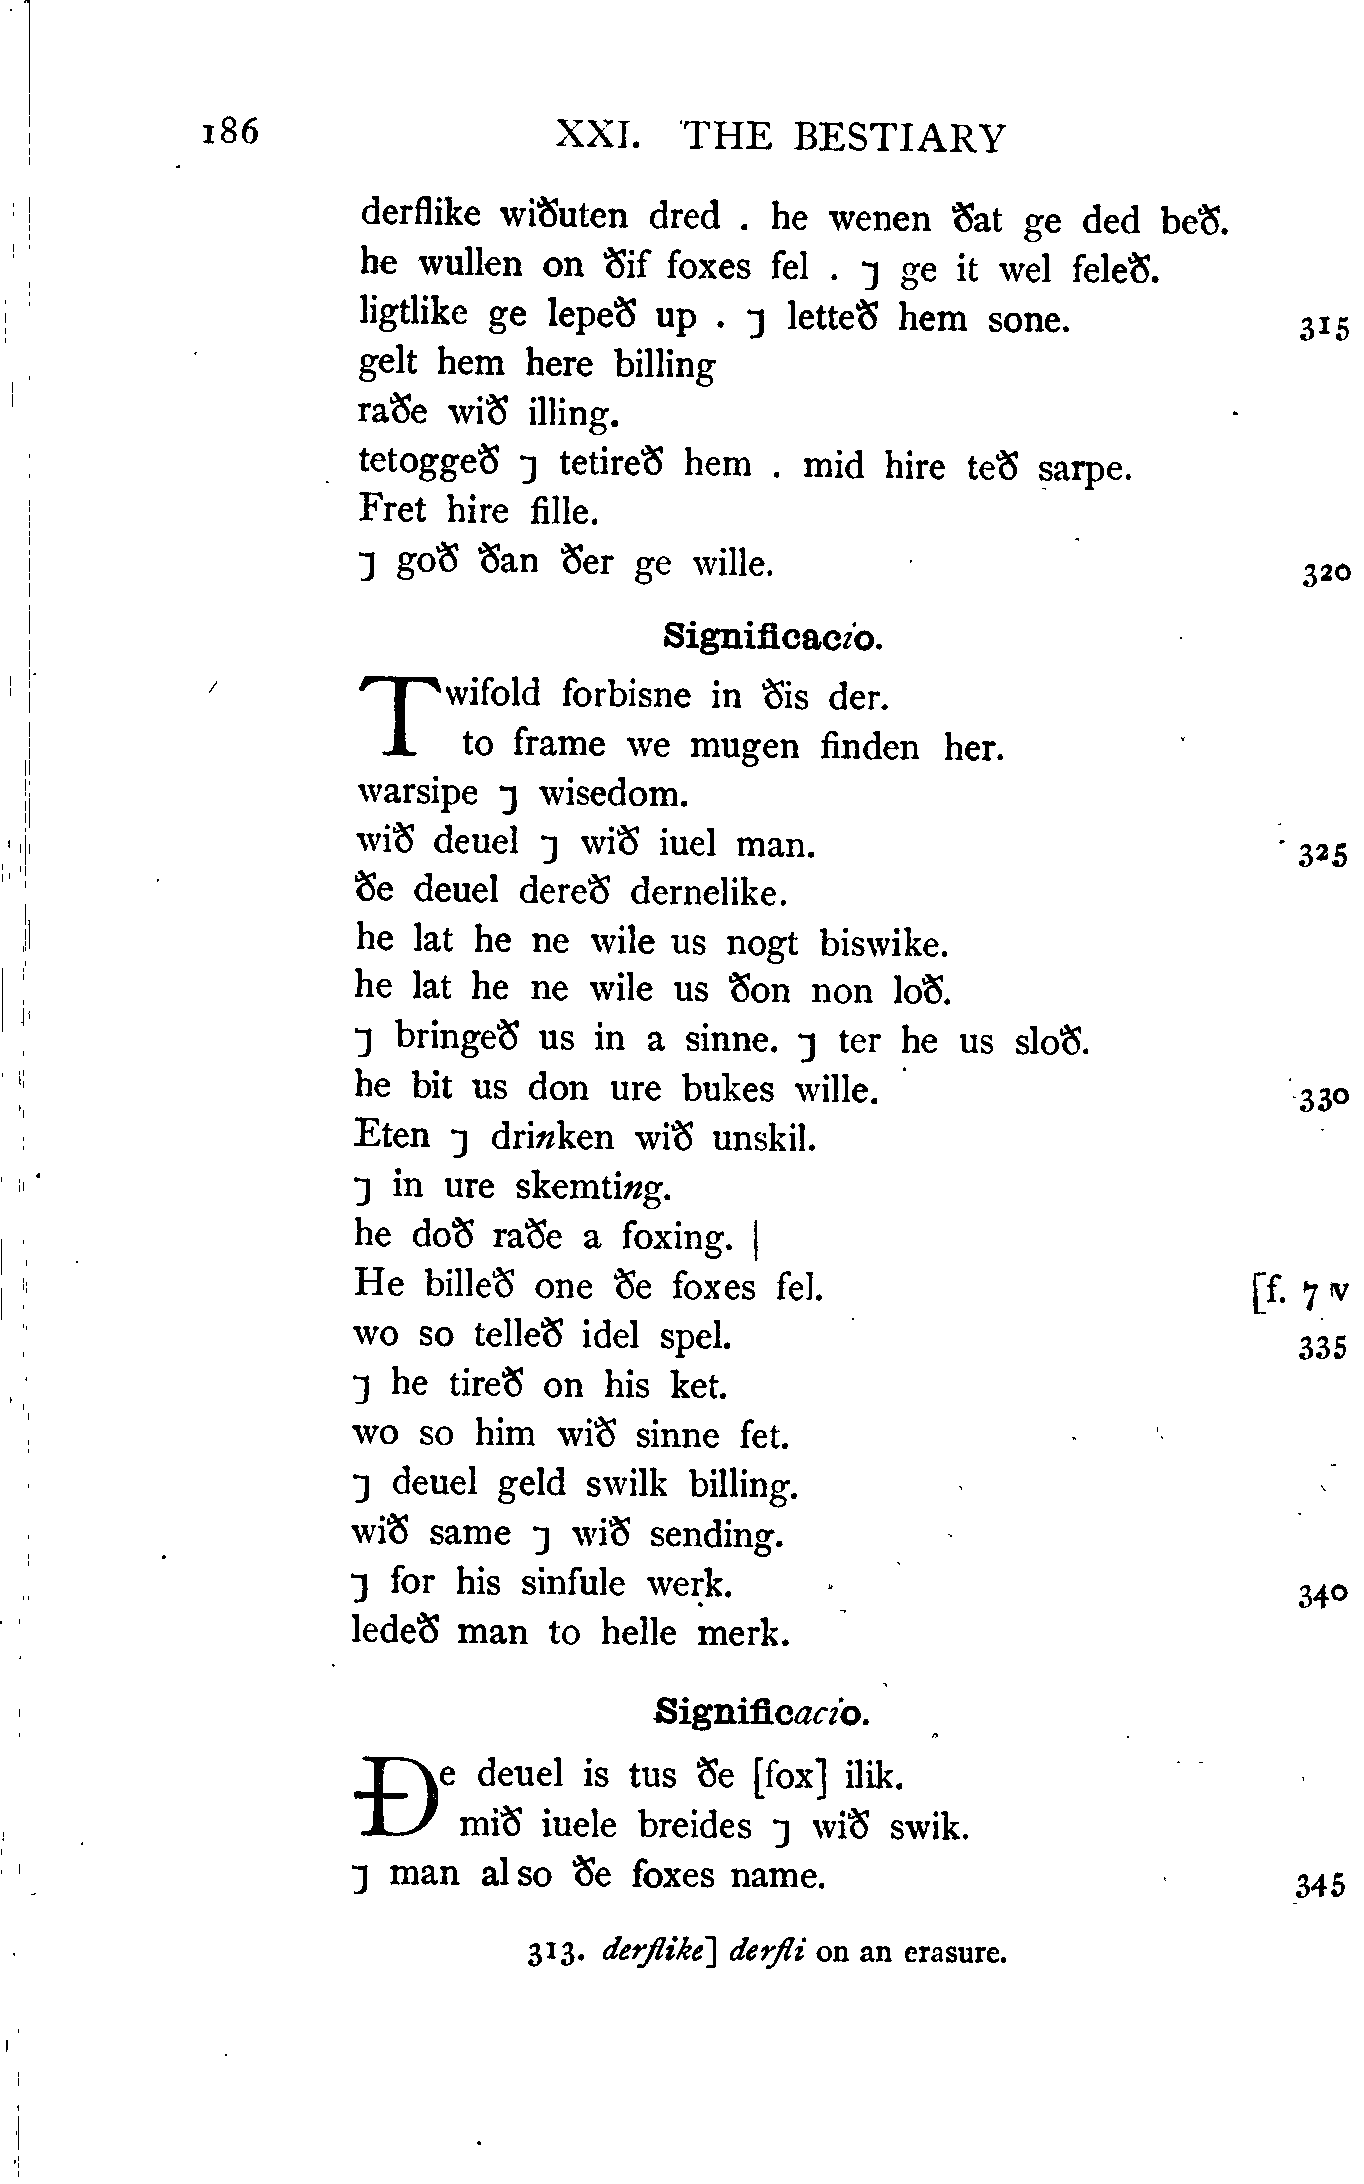 186 XXI. THE BESTIARY
derflike wiðuten dred . he wenen ðat ge ded beð.
he wullen on ðif foxes fel . ⁊ ge it wel feleð.
ligtlike ge lepeð up . ⁊ letteð hem sone. 315
gelt hem here billing
raðe wið illing.
tetoggeð ⁊ tetireð hem . mid hire teð sarpe.
Fret hire fille.
⁊ goð ðan ðer ge wille. 320
Significacio.
Twifold forbisne in ðis der.
to frame we mugen finden her.
warsipe ⁊ wisedom.
wið deuel ⁊ wið iuel man. 325
ðe deuel dereð dernelike.
he lat he ne wile us nogt biswike.
he lat he ne wile us ðon non loð.
⁊ bringeð us in a sinne. ⁊ ter he us sloð.
he bit us don ure bukes wille. 330
Eten ⁊ drinken wið unskil.
⁊ in ure skemting.
he doð raðe a foxing. |
He billeð one ðe foxes fel. [f. 7 v
wo so telleð idel spel. 335
⁊ he tireð on his ket.
wo so him wið sinne fet.
⁊ deuel geld swilk billing.
wið same ⁊ wið sending.
⁊ for his sinfule werk. 340
ledeð man to helle merk.
Significacio.
Ðe deuel is tus ðe [fox] ilik.
mið iuele breides ⁊ wið swik.
⁊ man also ðe foxes name. 345
313. derflike] derfli on an erasure.